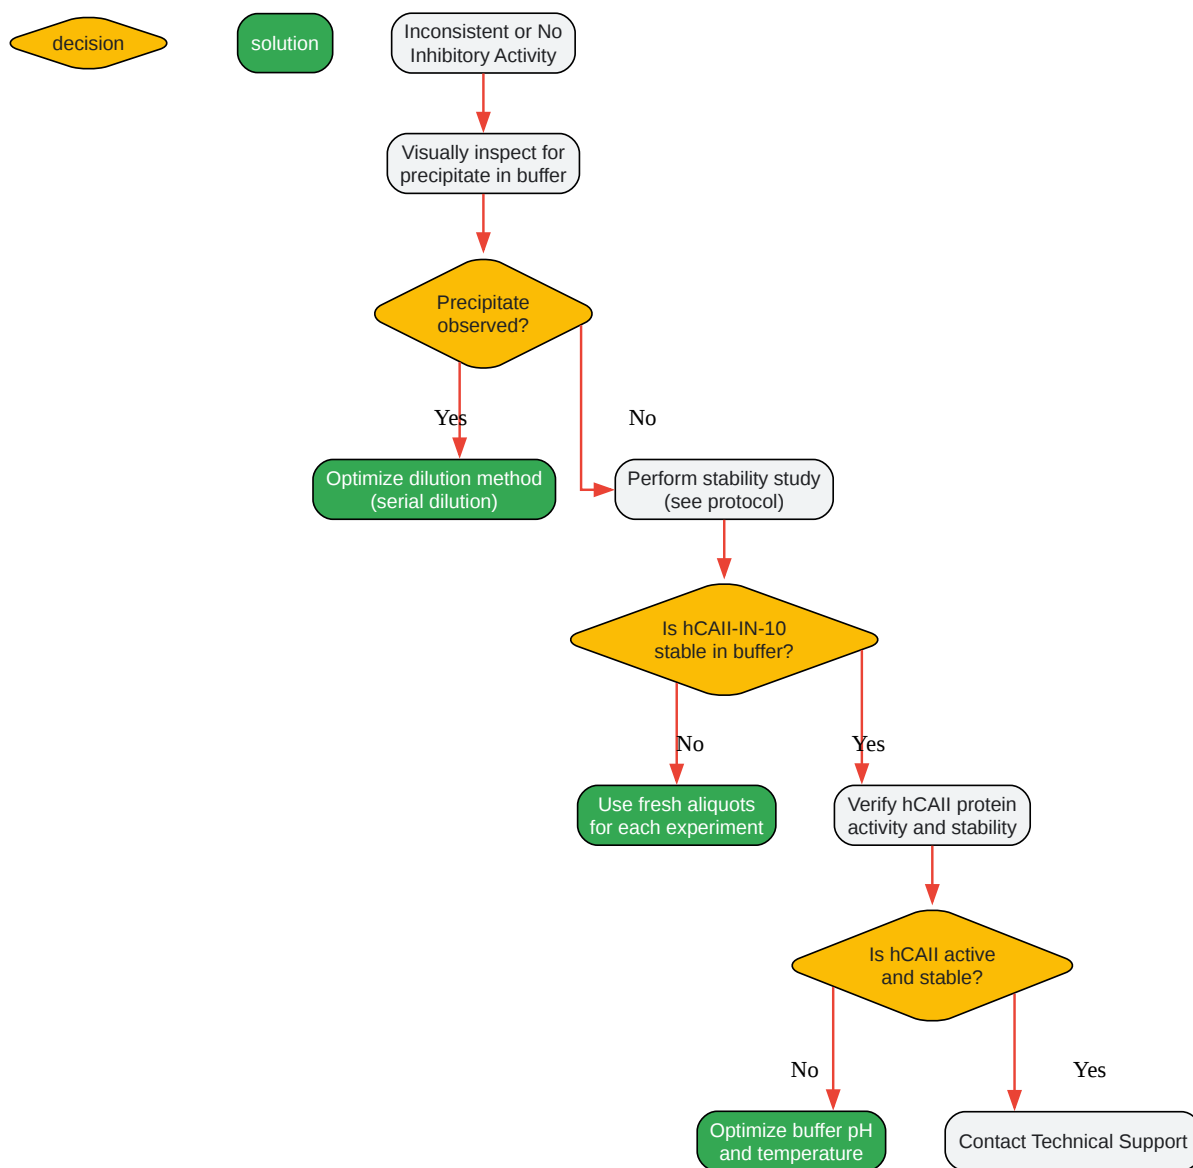 decision
solution
Inconsistent or No
Inhibitory Activity
Visually inspect for
precipitate in buffer
Precipitate
observed?
Yes
No
Optimize dilution method
(serial dilution)
Perform stability study
(see protocol)
Is hCAII-IN-10
stable in buffer?
No
Yes
Use fresh aliquots
for each experiment
Verify hCAII protein
activity and stability
Is hCAII active
and stable?
No
Yes
Optimize buffer pH
and temperature
Contact Technical Support